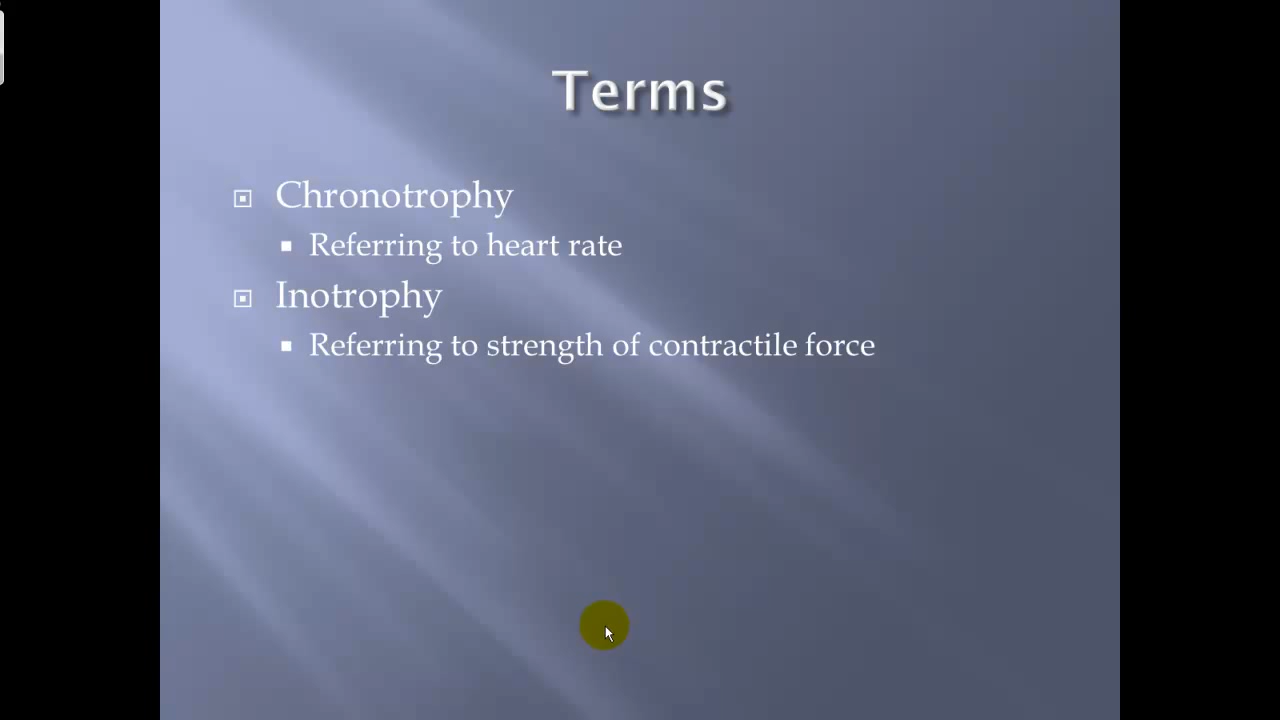 Terms
Chronotrophy
Referring to heart rate
Inotrophy
Referring to strength of contractile force